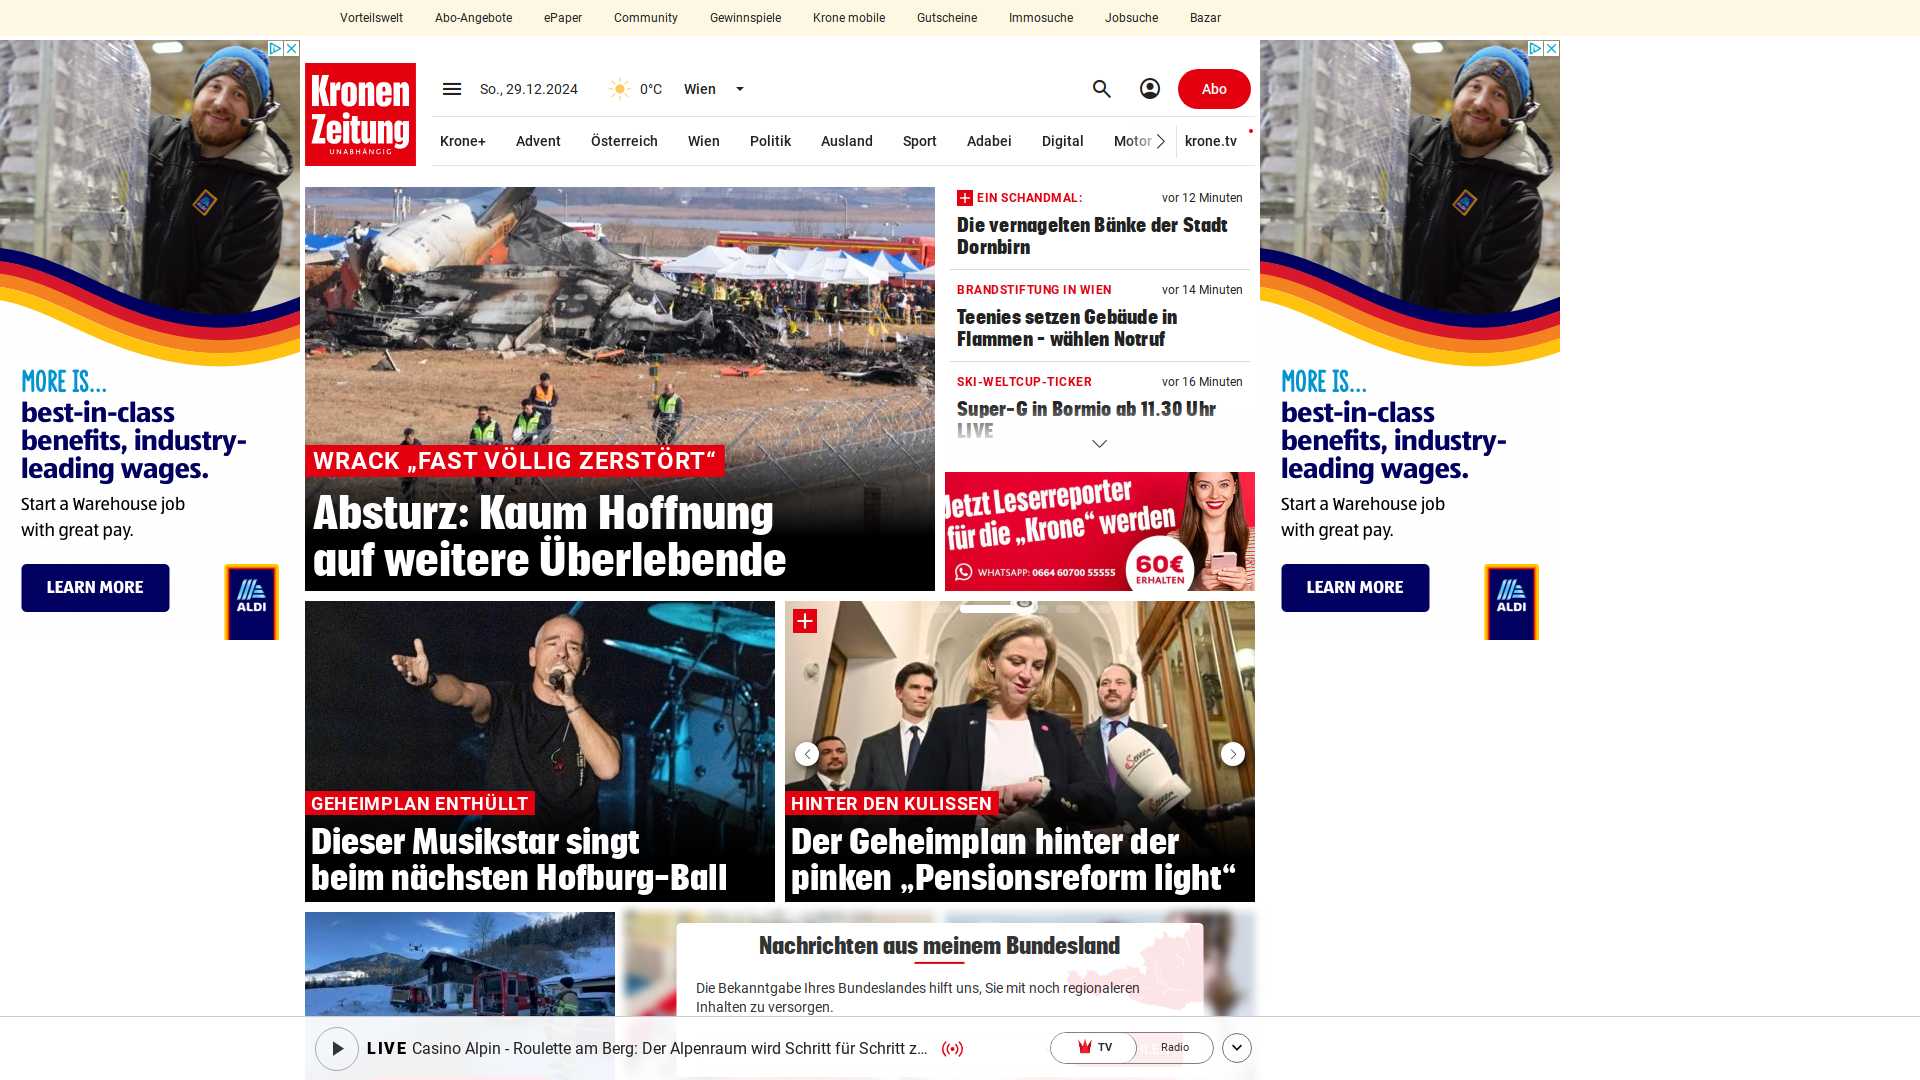 Vorteilswelt
Abo-Angebote
ePaper
Community
Gewinnspiele
Krone mobile
Gutscheine
Immosuche
Jobsuche
Bazar
Kronen
Zeitung
UNABHÄNGIG
So., 29.12.2024
0°C
Wien
Abo
Krone+
Advent
Österreich
Wien
Politik
Ausland
Sport
Adabei
Digital
Motor
krone.tv
MORE IS...
best-in-class
benefits, industry-
leading wages.
Start a Warehouse job
with great pay.
LEARN MORE
ALDI
WRACK „FAST VÖLLIG ZERSTÖRT“
Absturz: Kaum Hoffnung
auf weitere Überlebende
EIN SCHANDMAL:
vor 12 Minuten
Die vernagelten Bänke der Stadt
Dornbirn
BRANDSTIFTUNG IN WIEN
vor 14 Minuten
Teenies setzen Gebäude in
Flammen – wählen Notruf
SKI-WELTCUP-TICKER
vor 16 Minuten
Super-G in Bormio ab 11.30 Uhr
LIVE
Jetzt Leserreporter
für die „Krone“ werden
WHATSAPP: 0664 60700 55555
60€
ERHALTEN
MORE IS...
best-in-class
benefits, industry-
leading wages.
Start a Warehouse job
with great pay.
LEARN MORE
ALDI
GEHEIMPLAN ENTHÜLLT
Dieser Musikstar singt
beim nächsten Hofburg-Ball
HINTER DEN KULISSEN
Der Geheimplan hinter der
pinken „Pensionsreform light“
Nachrichten aus meinem Bundesland
Die Bekanntgabe Ihres Bundeslandes hilft uns, Sie mit noch regionaleren
Inhalten zu versorgen.
LIVE Casino Alpin - Roulette am Berg: Der Alpenraum wird Schritt für Schritt z...
TV
Radio